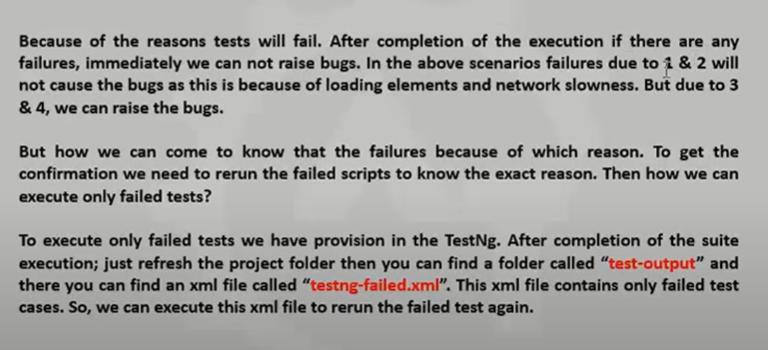 Because of the reasons tests will fail. After completion of the execution if there are any
failures, immediately we can not raise bugs. In the above scenarios failures due to 1 & 2 will
not cause the bugs as this is because of loading elements and network slowness. But due to 3
& 4, we can raise the bugs.
But how we can come to know that the failures because of which reason. To get the
confirmation we need to rerun the failed scripts to know the exact reason. Then how we can
execute only failed tests?
To execute only failed tests we have provision in the TestNg. After completion of the suite
execution; just refresh the project folder then you can find a folder called “test-output” and
there you can find an xml file called “testng-failed.xml”. This xml file contains only failed test
cases. So, we can execute this xml file to rerun the failed test again.